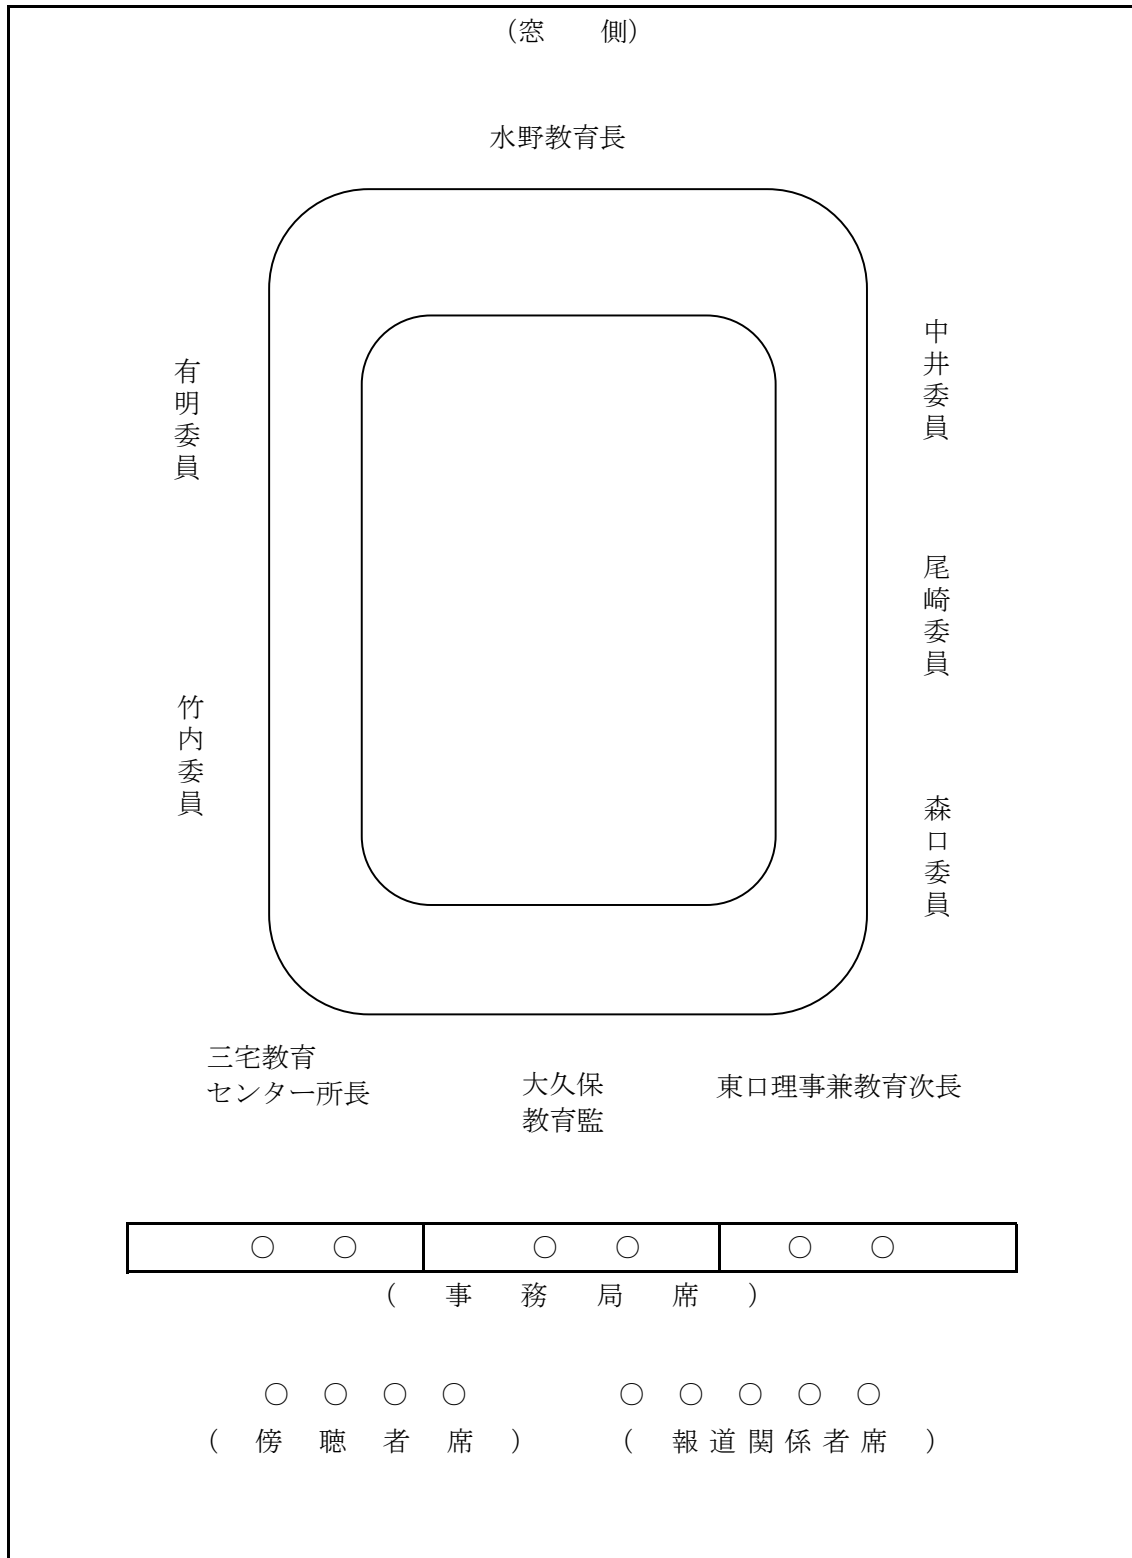 （窓　側）
水野教育長
中井委員
有明委員
尾崎委員
竹内委員
森口委員
三宅教育
センター所長
大久保
教育監
東口理事兼教育次長
○ ○ ○ ○ ○ ○
（ 事 務 局 席 ）
○ ○ ○ ○ ○ ○ ○ ○ ○
（ 傍 聴 者 席 ） （ 報 道 関 係 者 席 ）